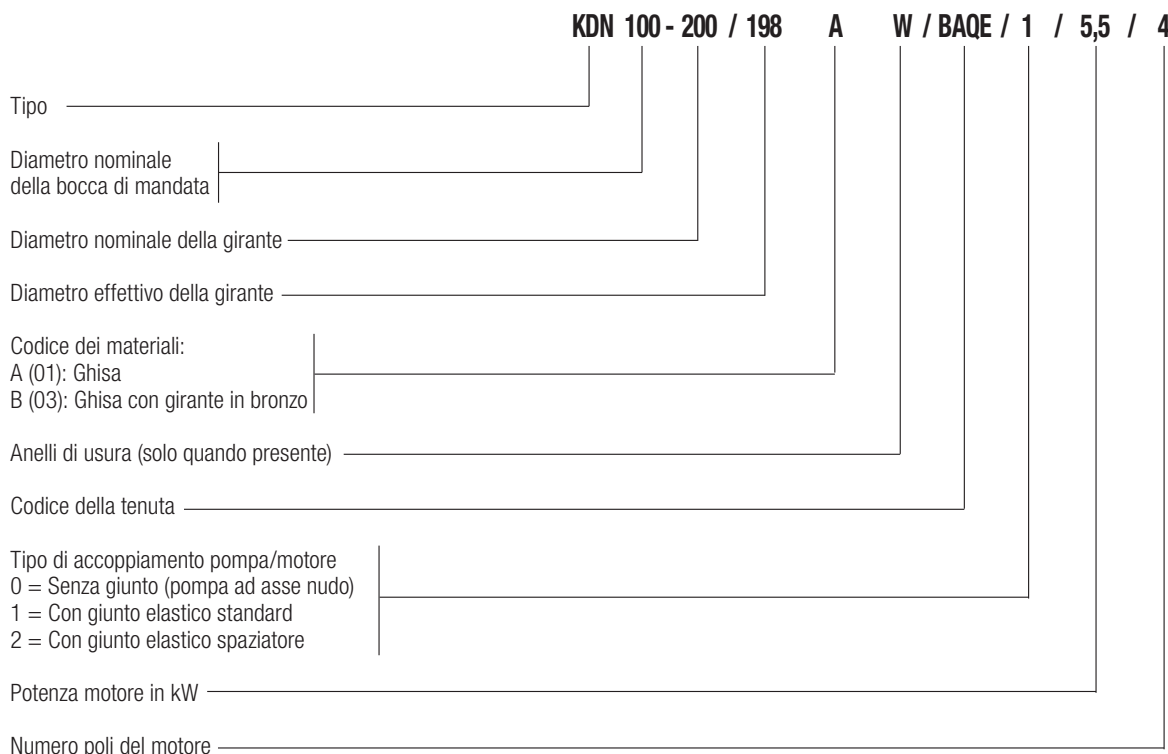 KDN 100 - 200 / 198 A W / BAQE / 1 / 5,5 / 4
Tipo
Diametro nominale
della bocca di mandata
Diametro nominale della girante
Diametro effettivo della girante
Codice dei materiali:
A (01): Ghisa
B (03): Ghisa con girante in bronzo
Anelli di usura (solo quando presente)
Codice della tenuta
Tipo di accoppiamento pompa/motore
0 = Senza giunto (pompa ad asse nudo)
1 = Con giunto elastico standard
2 = Con giunto elastico spaziatore
Potenza motore in kW
Numero poli del motore